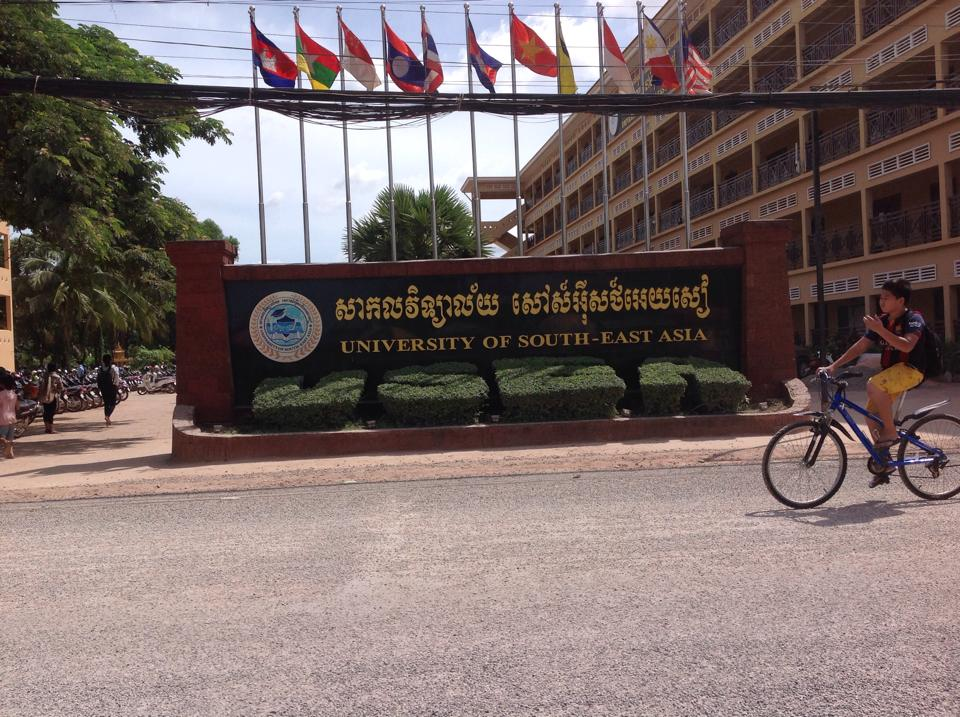 សាកលវិទ្យាល័យ សៅស៍អ៊ីសថ៍អេយសៀ
UNIVERSITY OF SOUTH-EAST ASIA